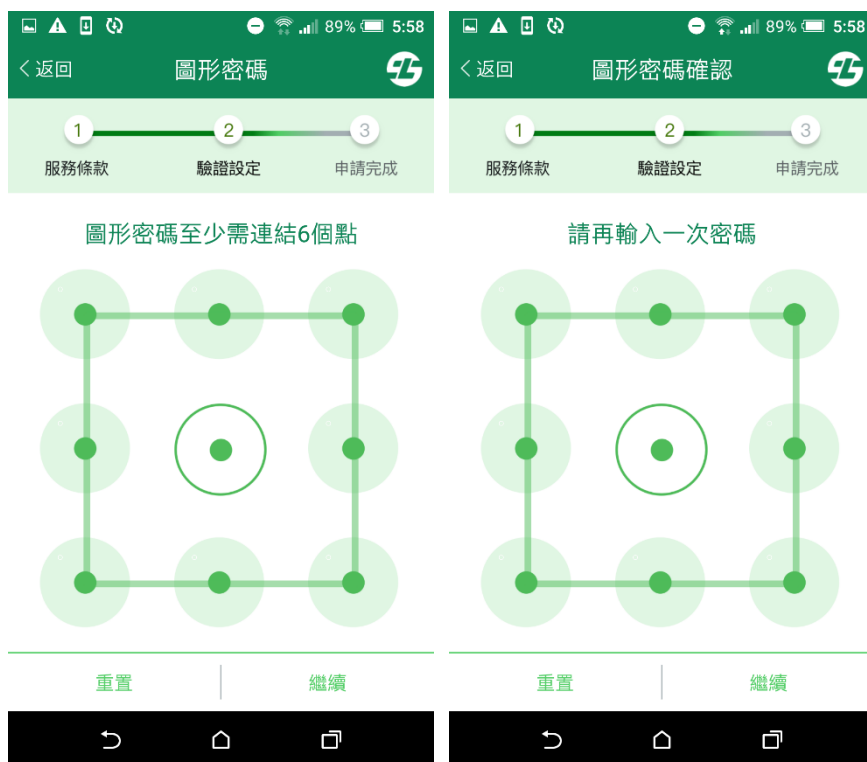 89% 5:58
返回 圖形密碼
1 2 3
服務條款 驗證設定 申請完成
圖形密碼至少需連結6個點
重置 繼續
89% 5:58
返回 圖形密碼確認
1 2 3
服務條款 驗證設定 申請完成
請再輸入一次密碼
重置 繼續